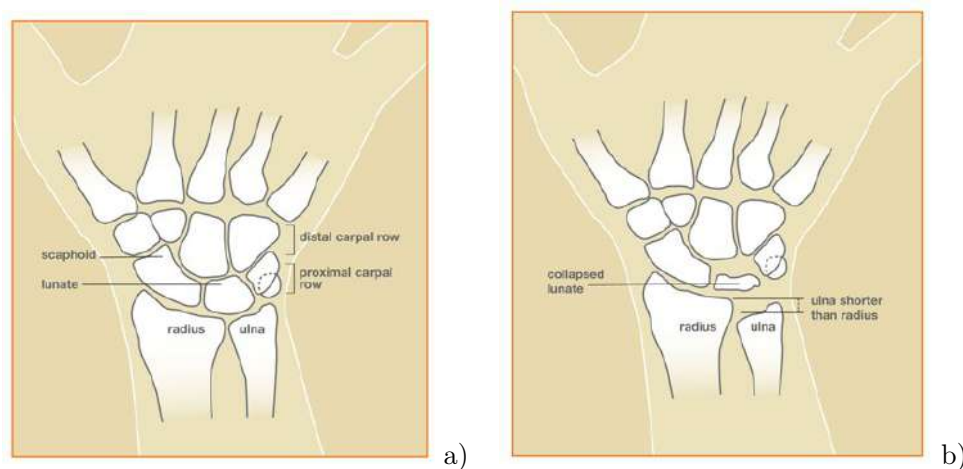 distal carpal row
scaphoid
proximal carpal
row
lunate
radius
ulna
a)
collapsed
lunate
ulna shorter
than radius
radius
ulna
b)